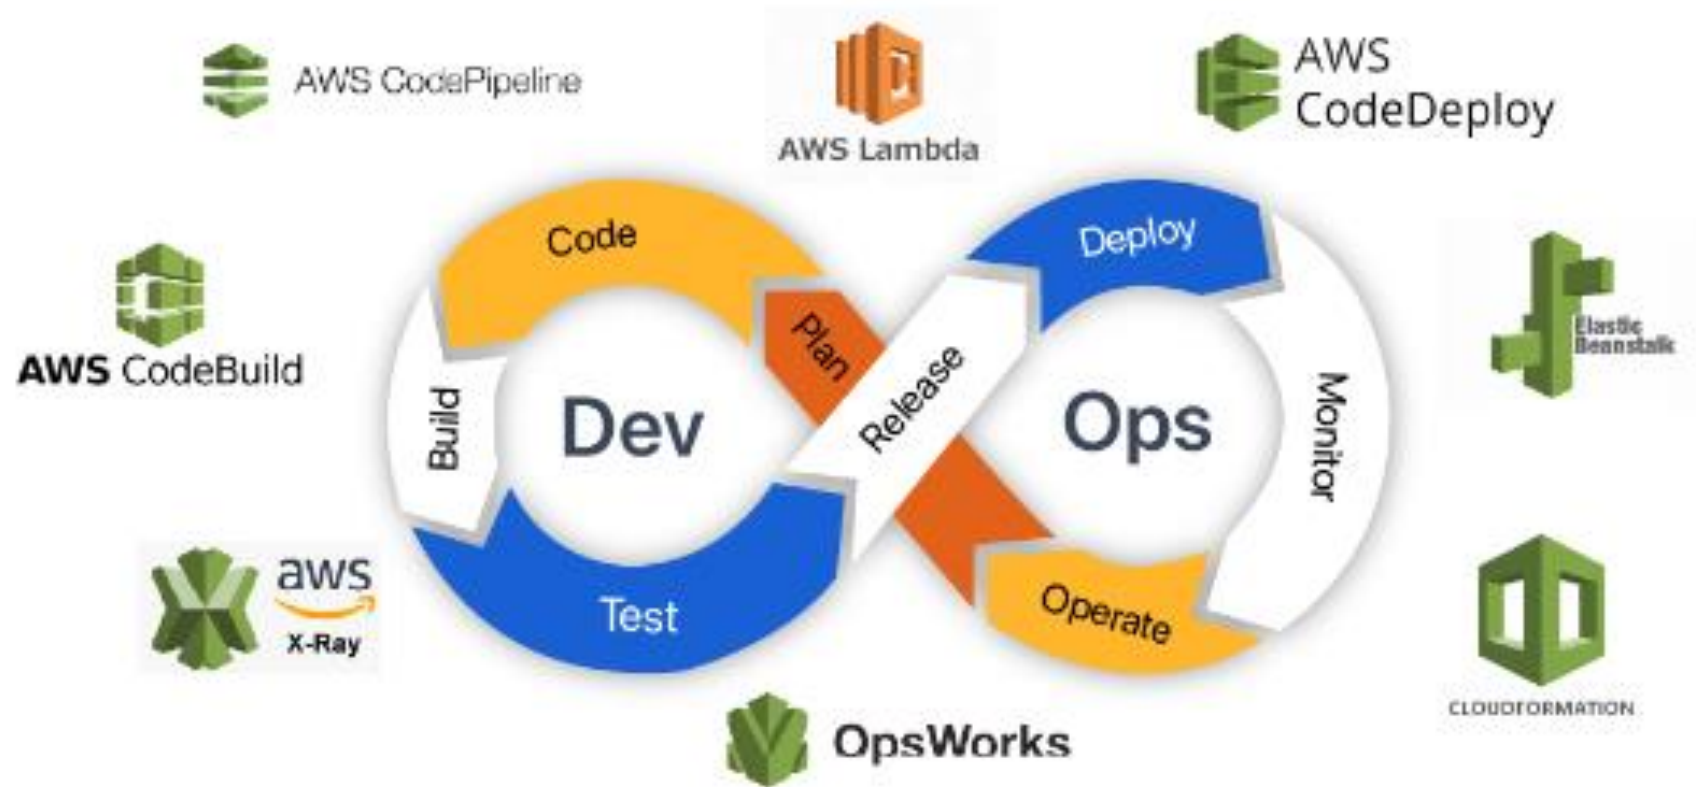 AWS CodePipeline
AWS Lambda
AWS
CodeDeploy
Code
Deploy
AWS CodeBuild
Plan
Release
Build
Dev
Ops
Monitor
Elastic
Beanstalk
aws
X-Ray
Test
Operate
CLOUDFORMATION
OpsWorks